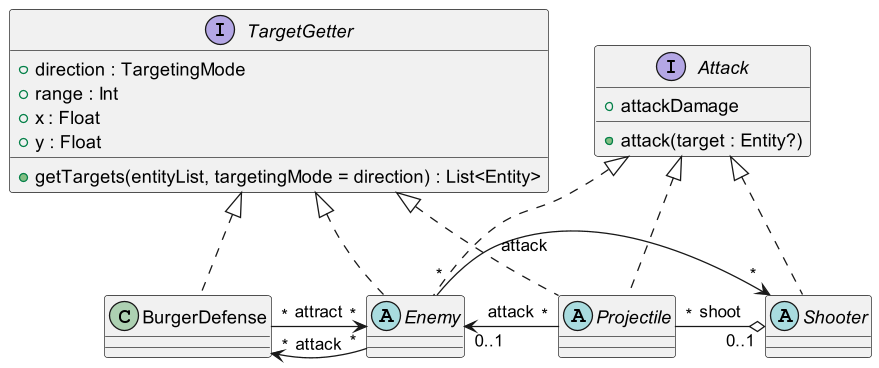 I TargetGetter
direction : TargetingMode
range : Int
x : Float
y : Float
getTargets(entityList, targetingMode = direction) : List<Entity>
I Attack
attackDamage
attack(target : Entity?)
attack
* *
C BurgerDefense
* attract *
* attack *
A Enemy
attack *
0..1
A Projectile
* shoot
0..1
A Shooter